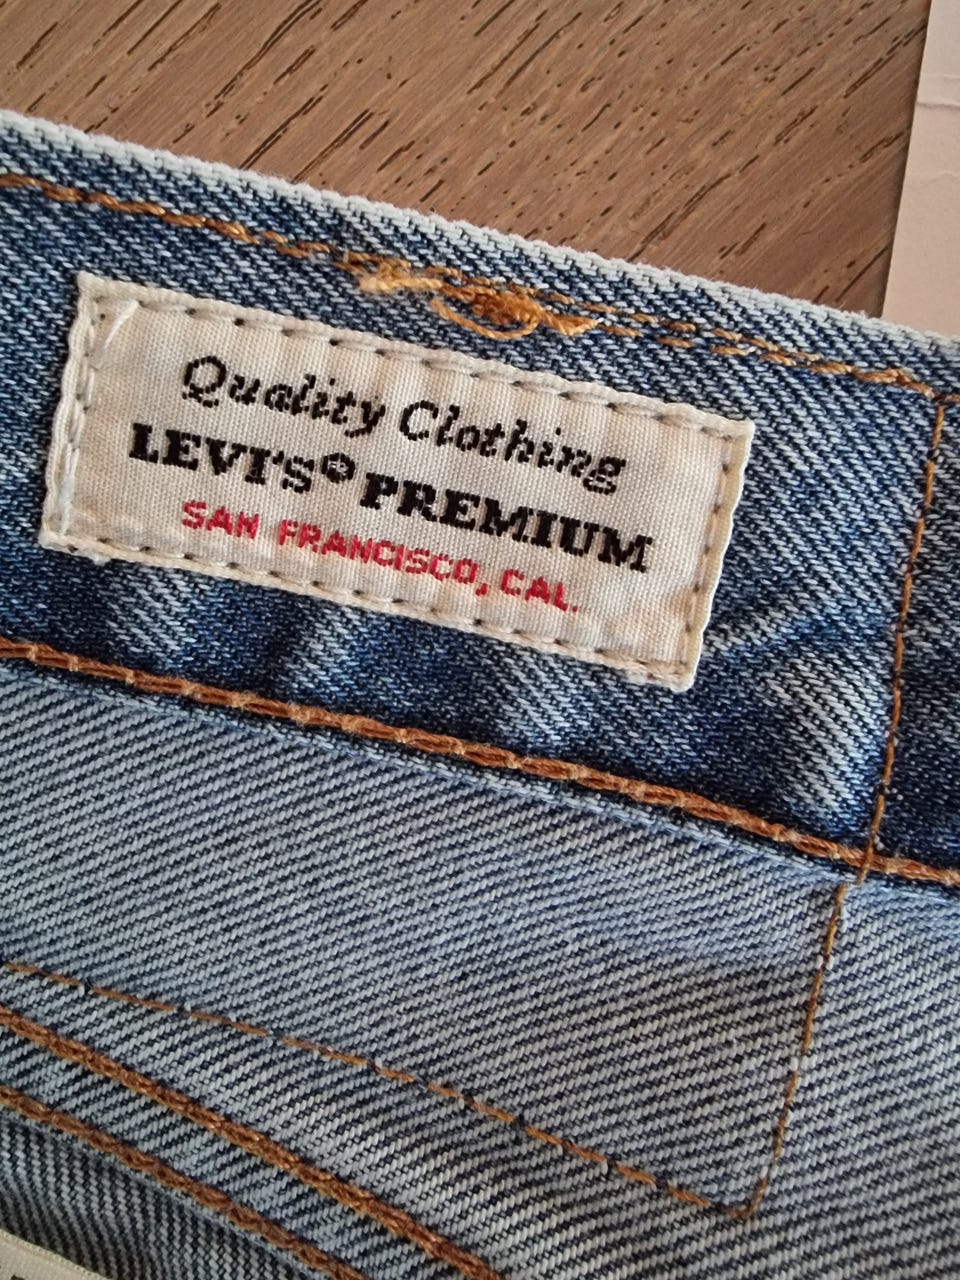 Quality Clothing
LEVI'S® PREMIUM
SAN FRANCISCO, CAL.